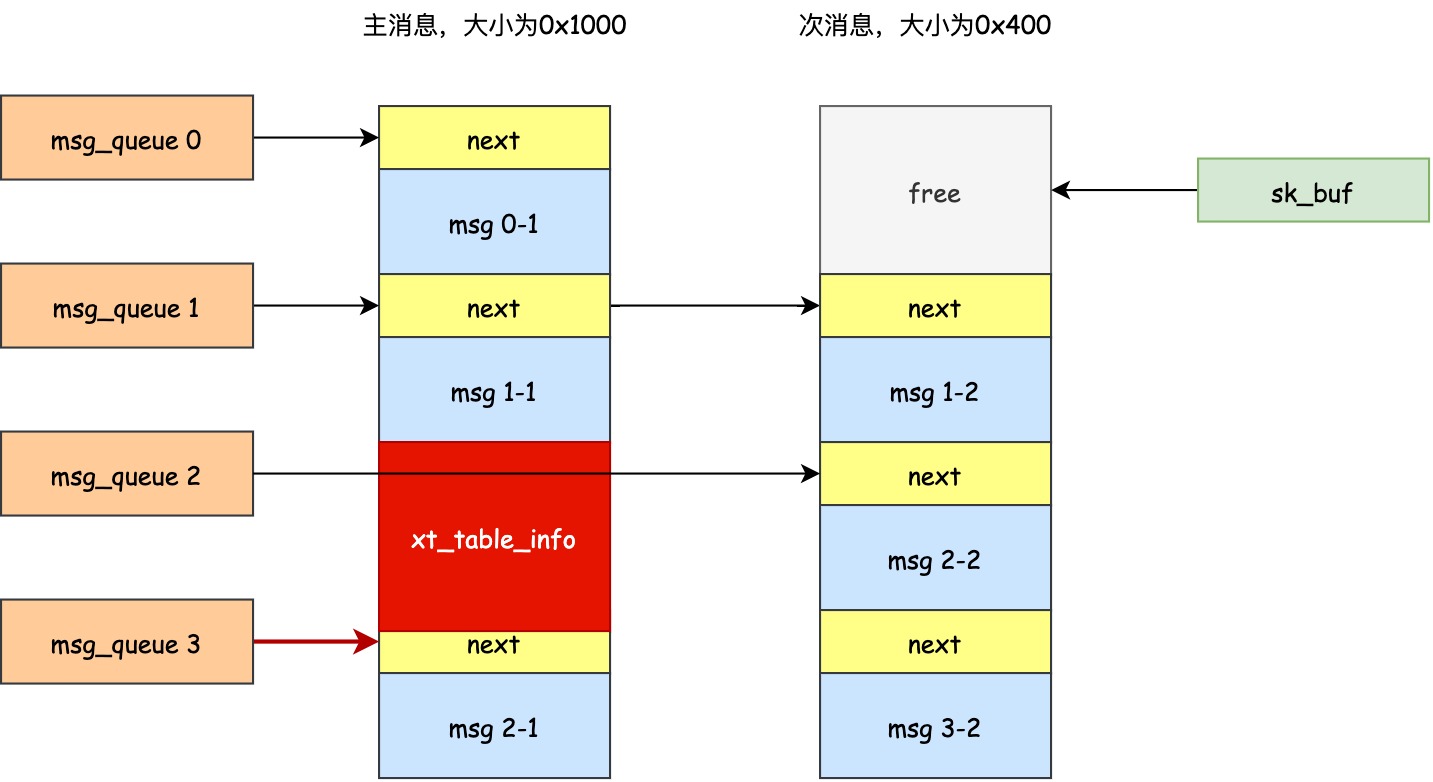 主消息，大小为0x1000
次消息，大小为0x400
msg_queue 0
next
msg 0-1
free
sk_buf
msg_queue 1
next
next
msg 1-1
msg 1-2
msg_queue 2
next
xt_table_info
msg 2-2
msg_queue 3
next
next
msg 2-1
msg 3-2